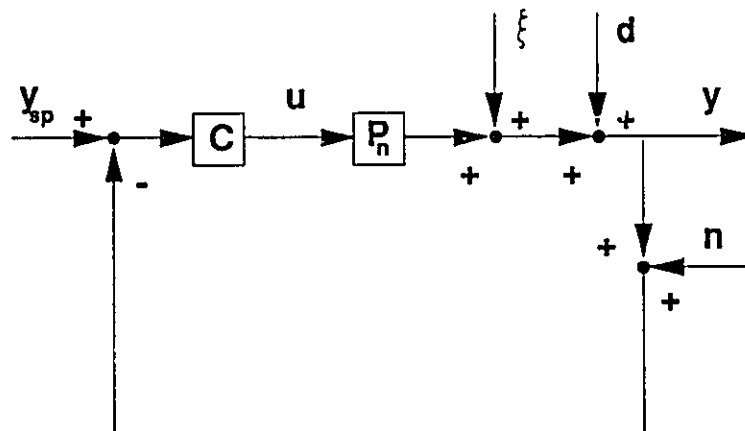 ξ d
y_sp + u y
C P_n + +
- + +
+ n
+